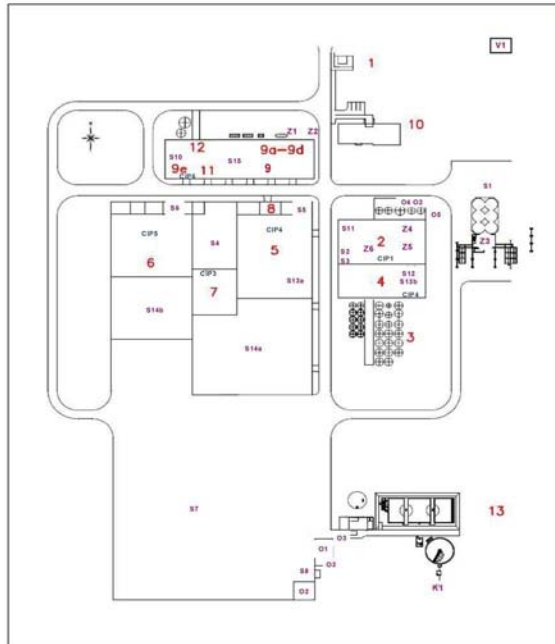 V1
1
10
Z1 Z2
12 9a-9d
S10 S15
9e 11 9
CIP6
S1
S9 8 S5
O4 O2
O5
CIP5 S4 CIP4 S11 Z4
2
Z3
6 5 Z6 Z5
S2
CIP1
S3
CIP3 S12
7 S13a 4 S13b
CIP4
S14b
3
S14a
S7
13
O3
O1
O3
S8
O2
K1